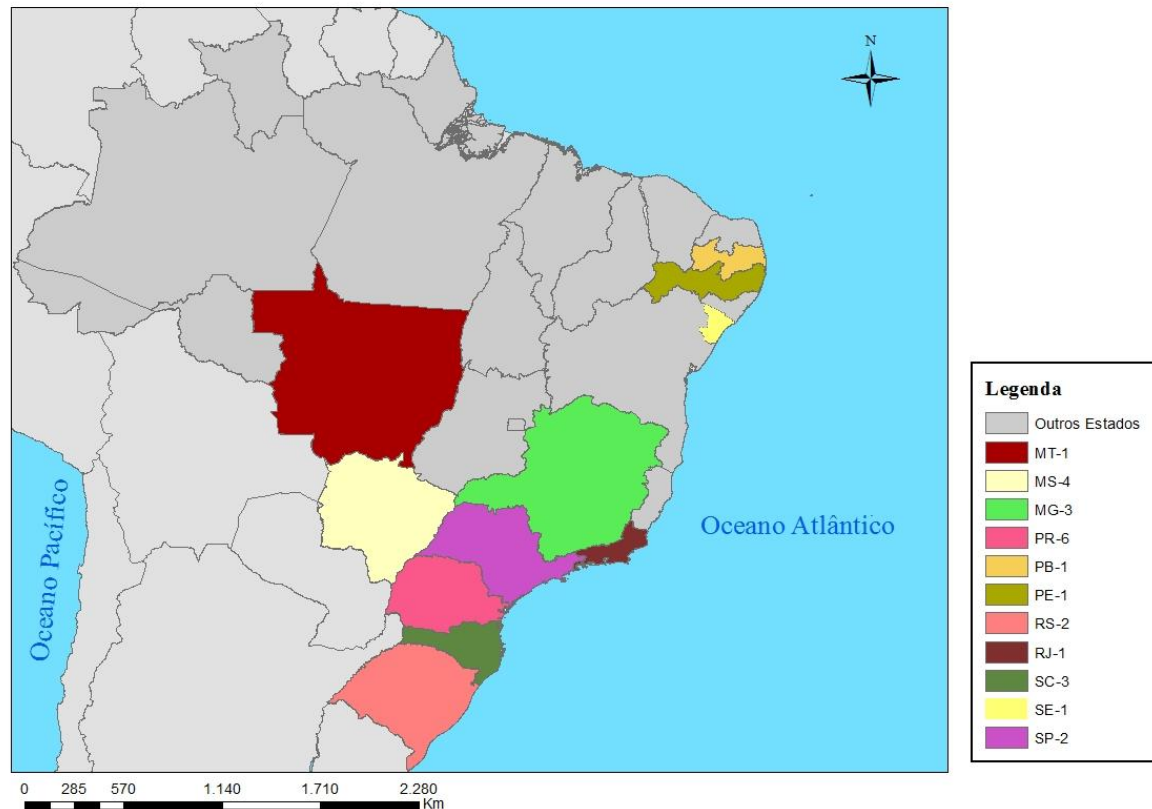 N
Oceano Pacífico
Oceano Atlântico
Legenda
Outros Estados
MT-1
MS-4
MG-3
PR-6
PB-1
PE-1
RS-2
RJ-1
SC-3
SE-1
SP-2
0 285 570 1.140 1.710 2.280
Km